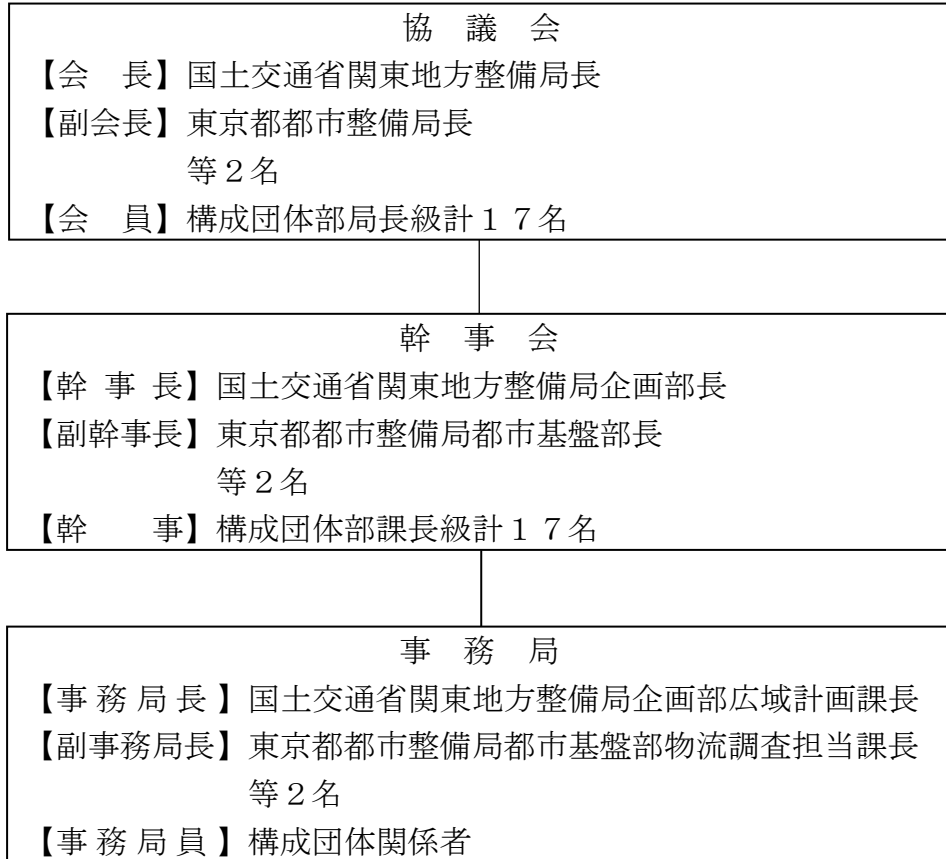 協　議　会
【会　長】国土交通省関東地方整備局長
【副会長】東京都都市整備局長
等２名
【会　員】構成団体部局長級計１７名
幹　事　会
【幹 事 長】国土交通省関東地方整備局企画部長
【副幹事長】東京都都市整備局都市基盤部長
等２名
【幹　　事】構成団体部課長級計１７名
事　務　局
【事 務 局 長 】国土交通省関東地方整備局企画部広域計画課長
【副事務局長】東京都都市整備局都市基盤部物流調査担当課長
等２名
【事 務 局 員 】構成団体関係者